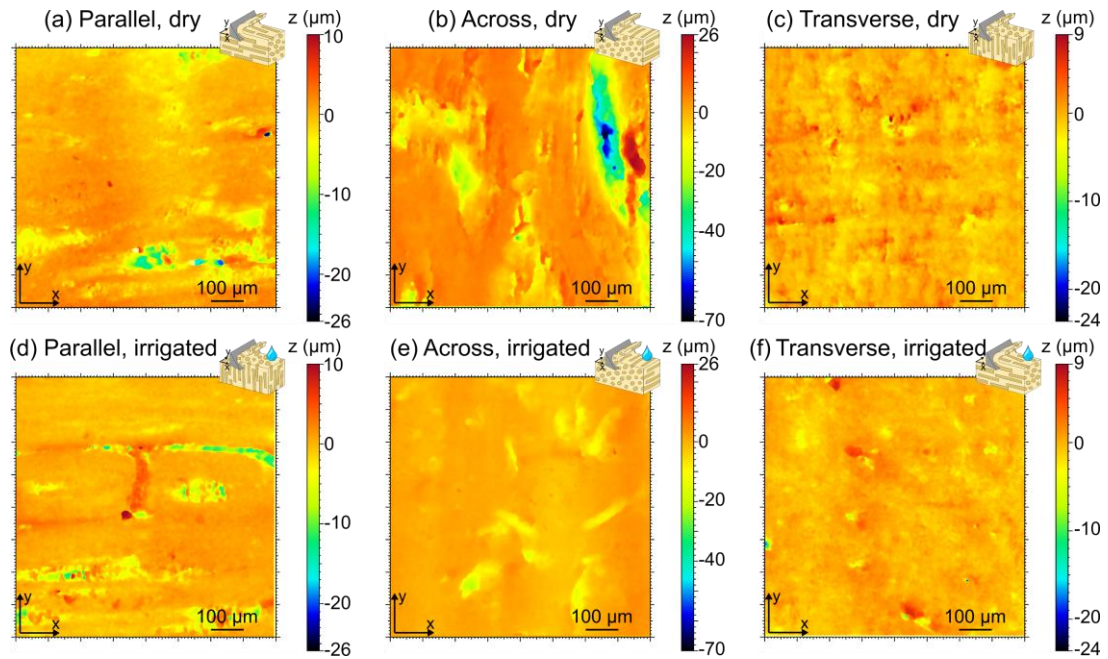 (a) Parallel, dry
z (µm)
10
0
-10
-20
-26
y
x
100 µm
(b) Across, dry
z (µm)
26
0
-20
-40
-70
y
x
100 µm
(c) Transverse, dry
z (µm)
9
0
-10
-20
-24
y
x
100 µm
(d) Parallel, irrigated
z (µm)
10
0
-10
-20
-26
y
x
100 µm
(e) Across, irrigated
z (µm)
26
0
-20
-40
-70
y
x
100 µm
(f) Transverse, irrigated
z (µm)
9
0
-10
-20
-24
y
x
100 µm